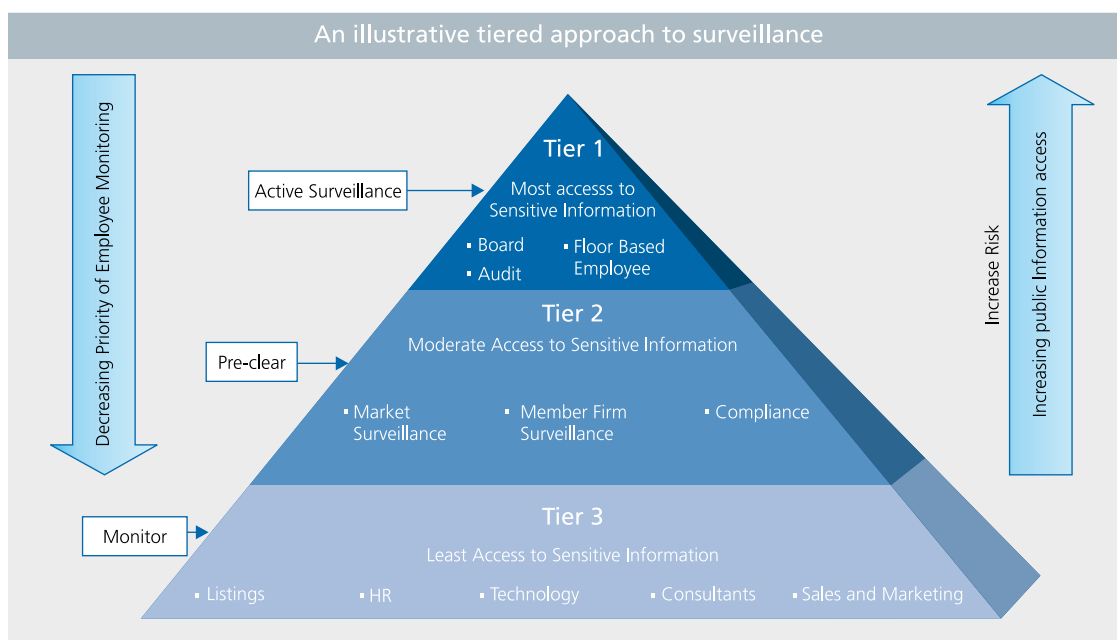 An illustrative tiered approach to surveillance
Decreasing Priority of Employee Monitoring
Active Surveillance
Pre-clear
Monitor
Tier 1
Most accesss to
Sensitive Information
▪ Board
▪ Audit
▪ Floor Based
Employee
Tier 2
Moderate Access to Sensitive Information
▪ Market
Surveillance
▪ Member Firm
Surveillance
▪ Compliance
Tier 3
Least Access to Sensitive Information
▪ Listings
▪ HR
▪ Technology
▪ Consultants
▪ Sales and Marketing
Increase Risk
Increasing public Information access